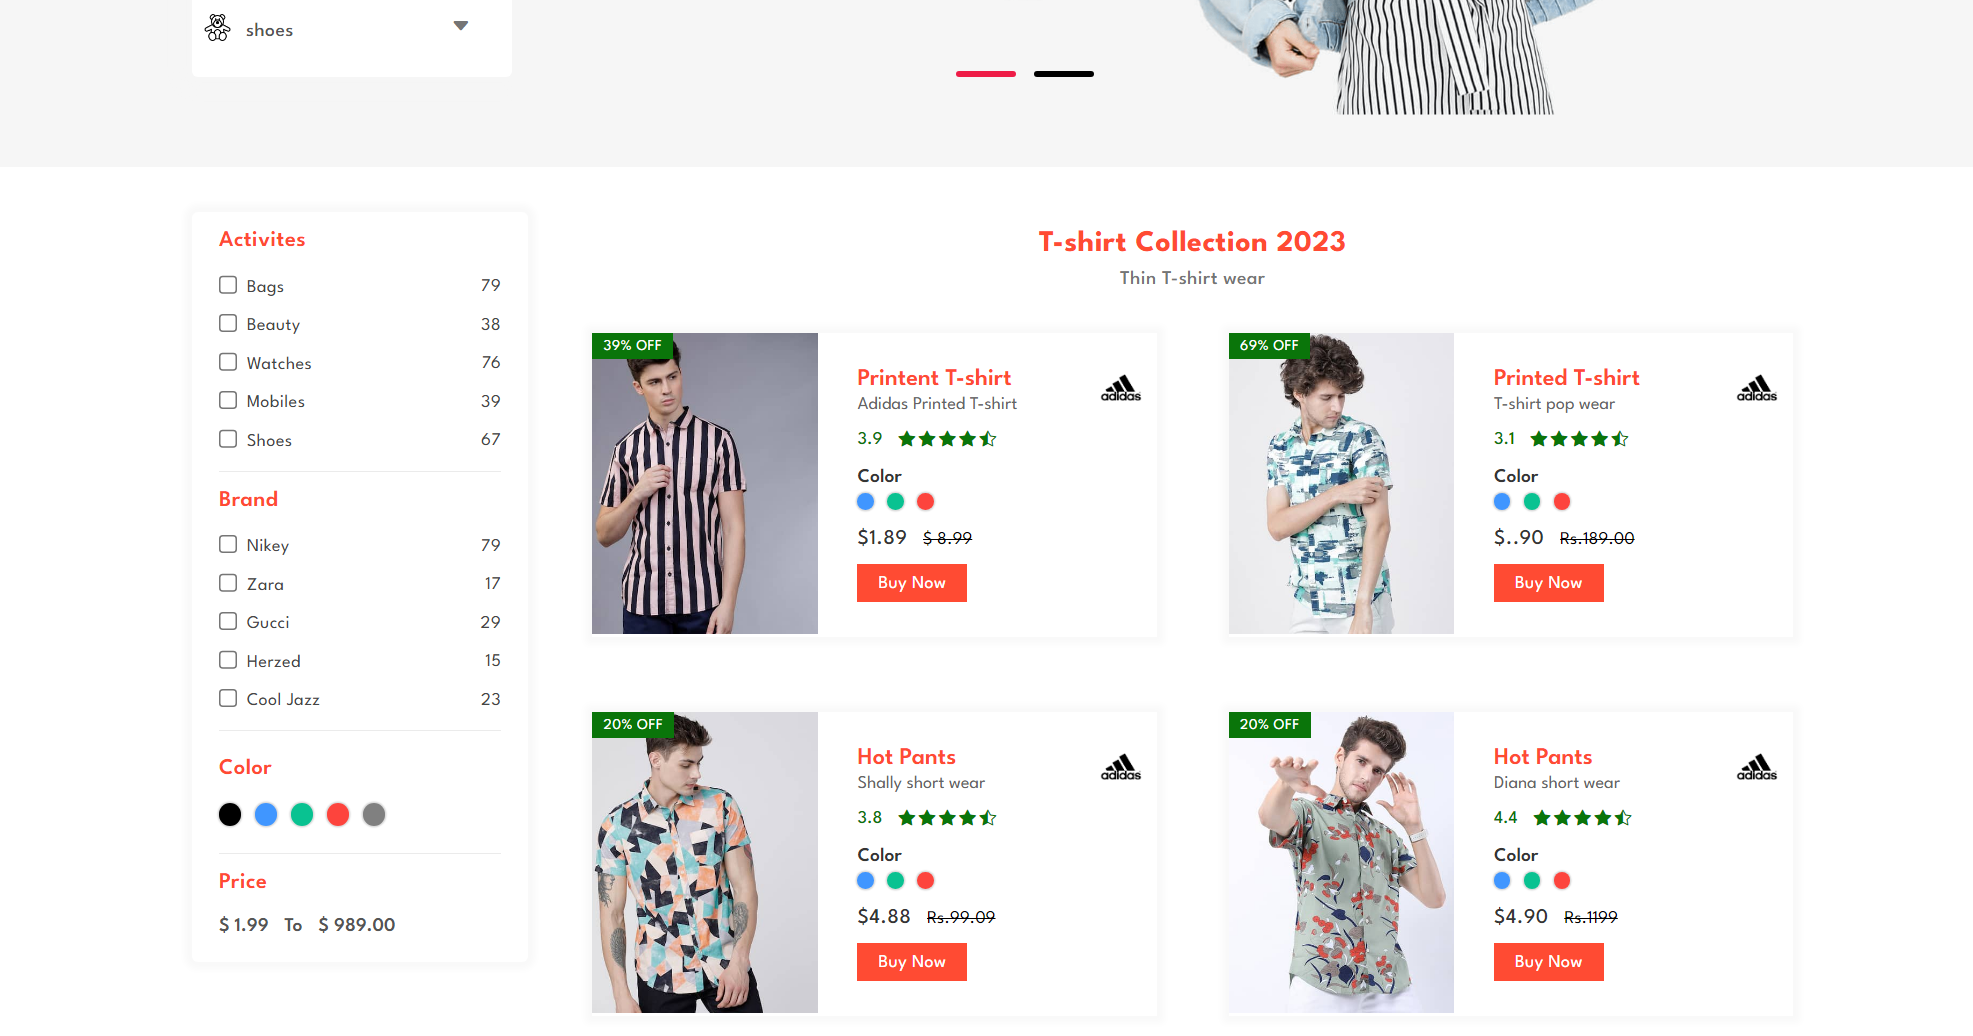 shoes
Activites
Bags 79
Beauty 38
Watches 76
Mobiles 39
Shoes 67
Brand
Nikey 79
Zara 17
Gucci 29
Herzed 15
Cool Jazz 23
Color
Price
$ 1.99 To $ 989.00
T-shirt Collection 2023
Thin T-shirt wear
39% OFF
Printent T-shirt
adidas
Adidas Printed T-shirt
3.9
Color
$1.89 $ 8.99
Buy Now
69% OFF
Printed T-shirt
adidas
T-shirt pop wear
3.1
Color
$..90 Rs.189.00
Buy Now
20% OFF
Hot Pants
adidas
Shally short wear
3.8
Color
$4.88 Rs.99.09
Buy Now
20% OFF
Hot Pants
adidas
Diana short wear
4.4
Color
$4.90 Rs.1199
Buy Now